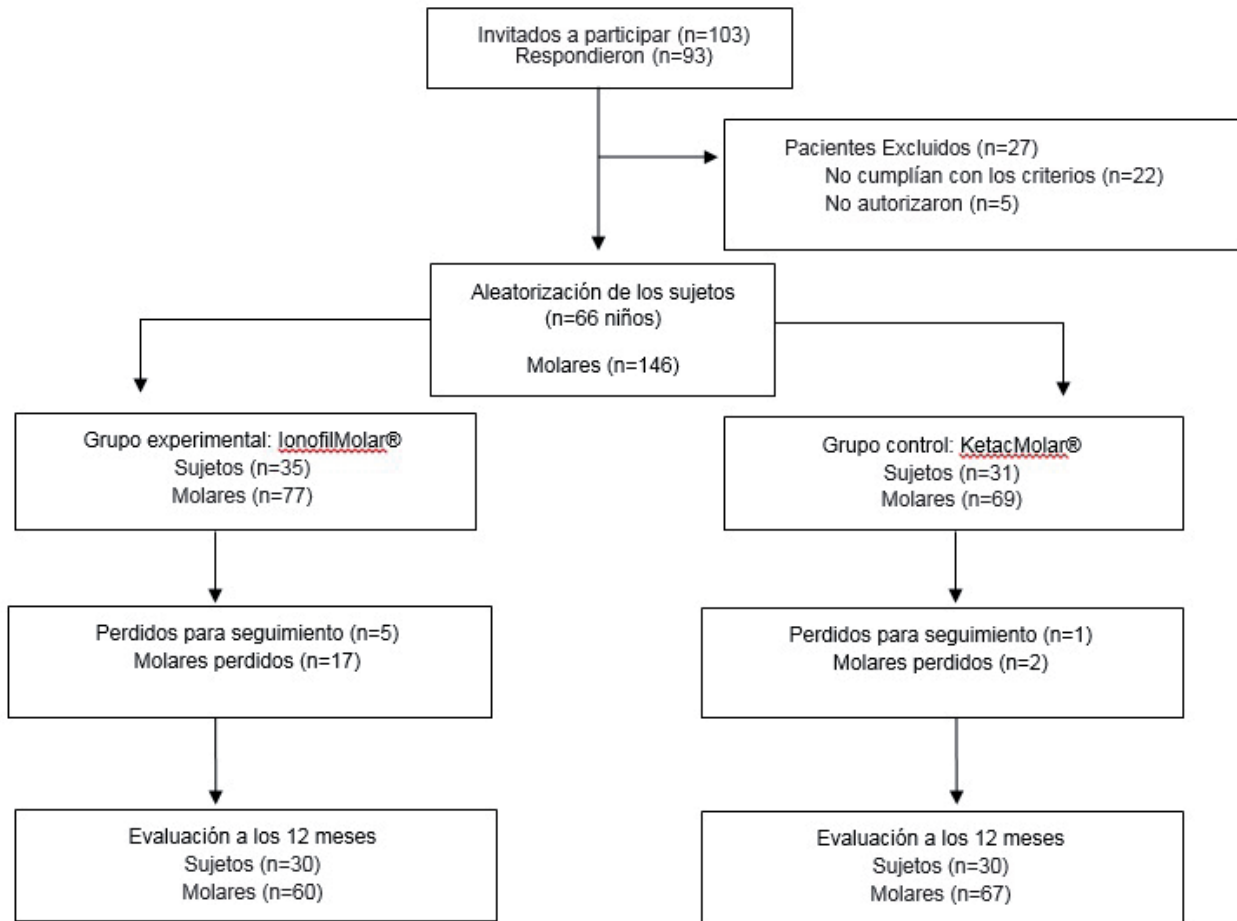 Invitados a participar (n=103)
Respondieron (n=93)
Pacientes Excluidos (n=27)
No cumplían con los criterios (n=22)
No autorizaron (n=5)
Aleatorización de los sujetos
(n=66 niños)
Molares (n=146)
Grupo experimental: IonofilMolar®
Sujetos (n=35)
Molares (n=77)
Grupo control: KetacMolar®
Sujetos (n=31)
Molares (n=69)
Perdidos para seguimiento (n=5)
Molares perdidos (n=17)
Perdidos para seguimiento (n=1)
Molares perdidos (n=2)
Evaluación a los 12 meses
Sujetos (n=30)
Molares (n=60)
Evaluación a los 12 meses
Sujetos (n=30)
Molares (n=67)